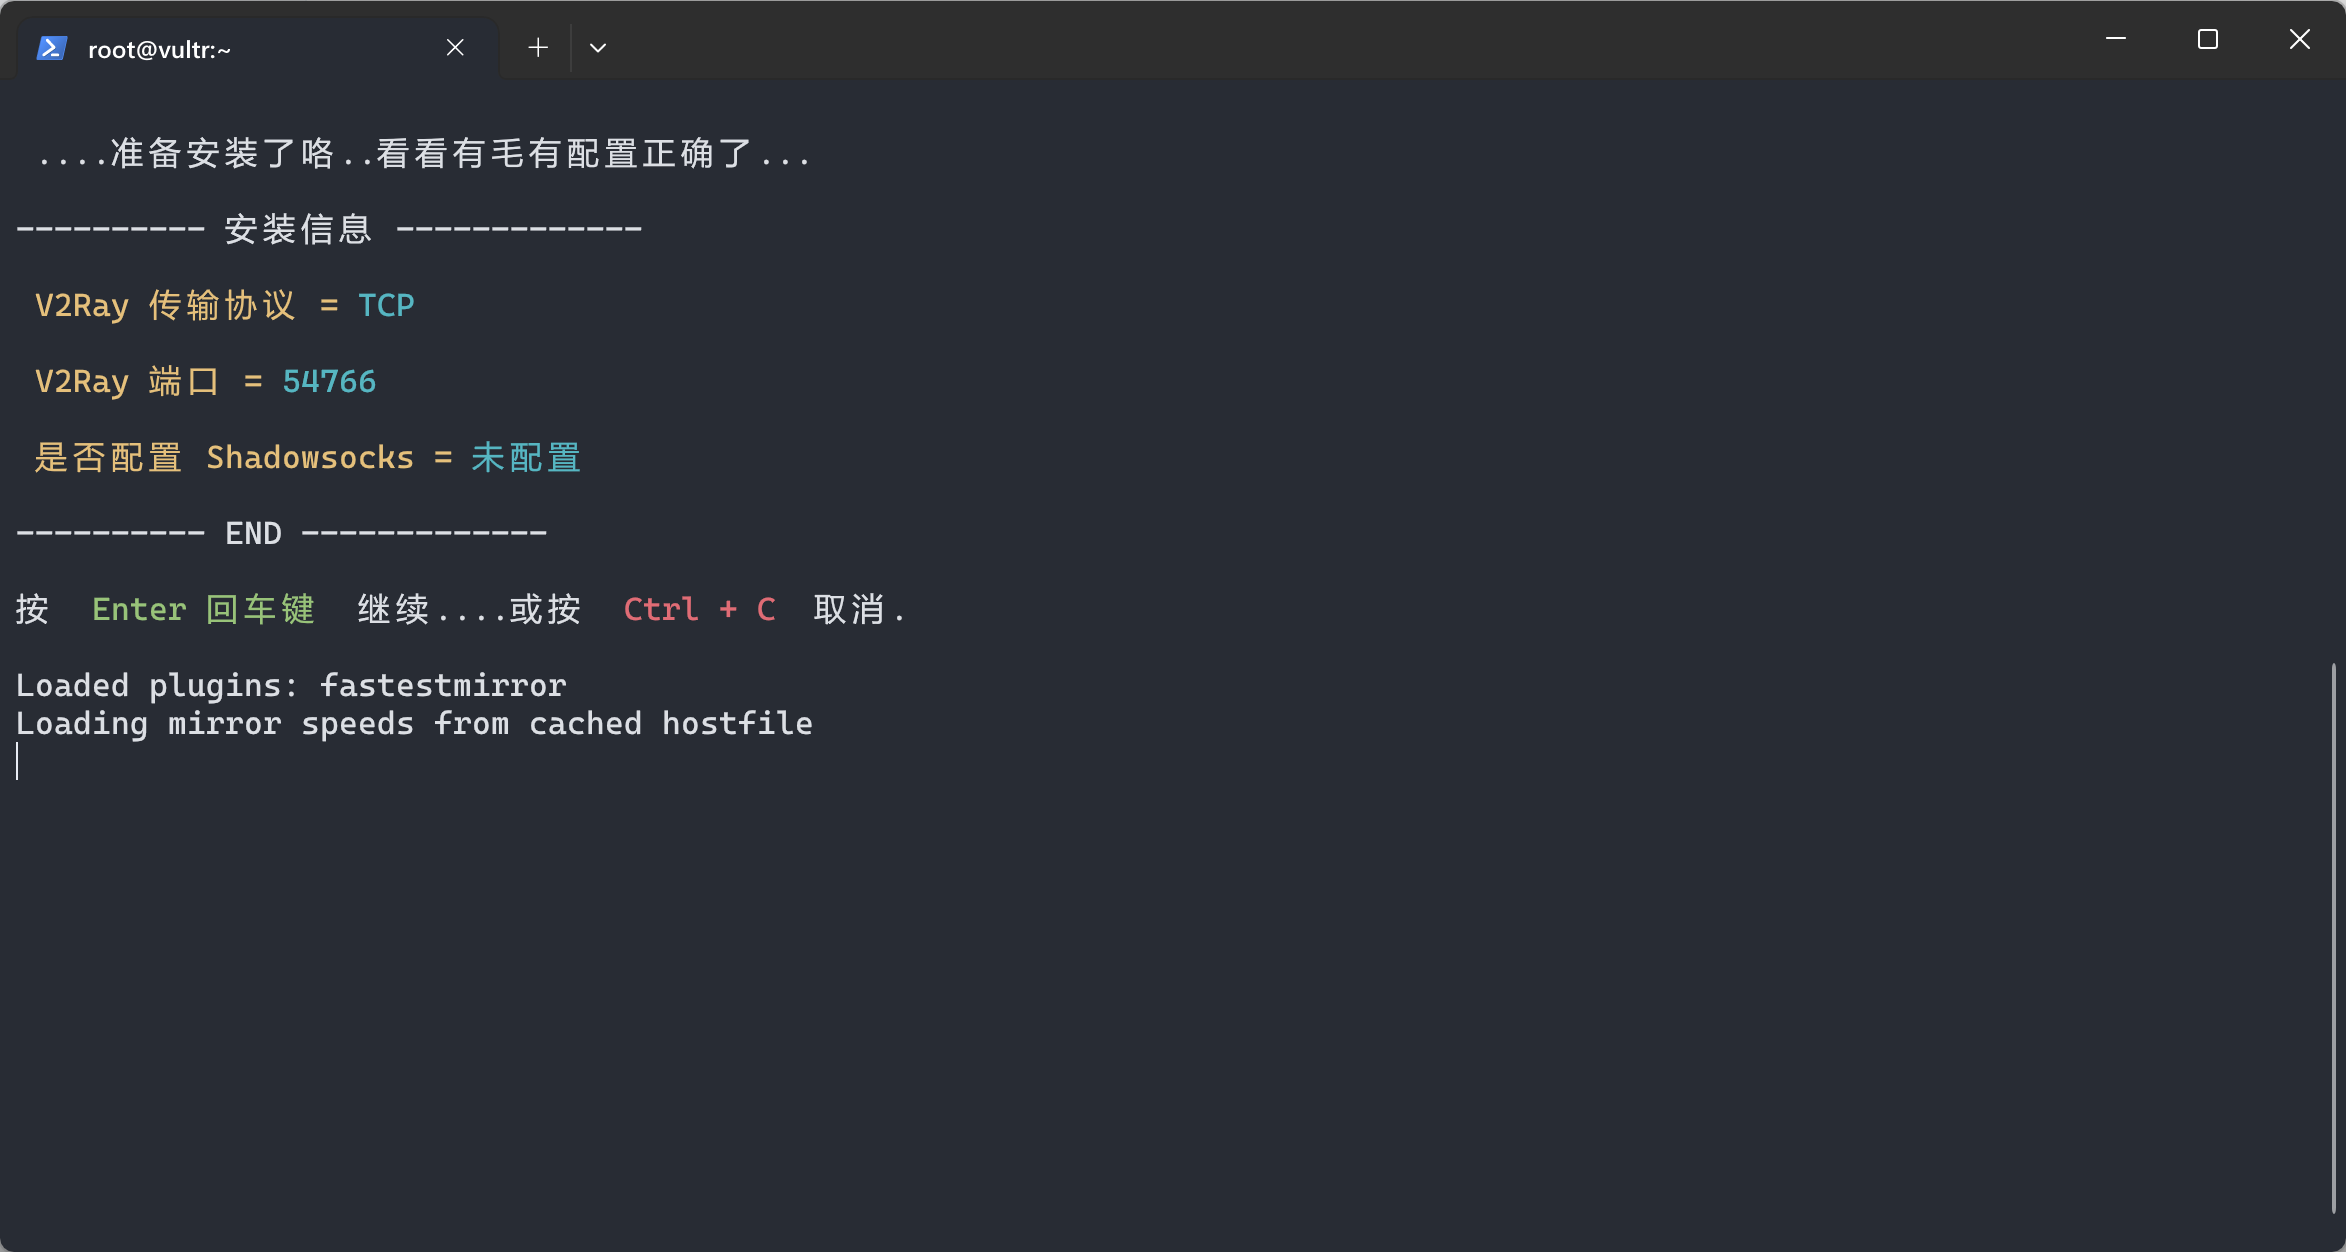 root@vultr:~
....准备安装了咯..看看有毛有配置正确了...
---------- 安装信息 -------------
V2Ray 传输协议 = TCP
V2Ray 端口 = 54766
是否配置 Shadowsocks = 未配置
---------- END -------------
按 Enter 回车键 继续....或按 Ctrl + C 取消.
Loaded plugins: fastestmirror
Loading mirror speeds from cached hostfile